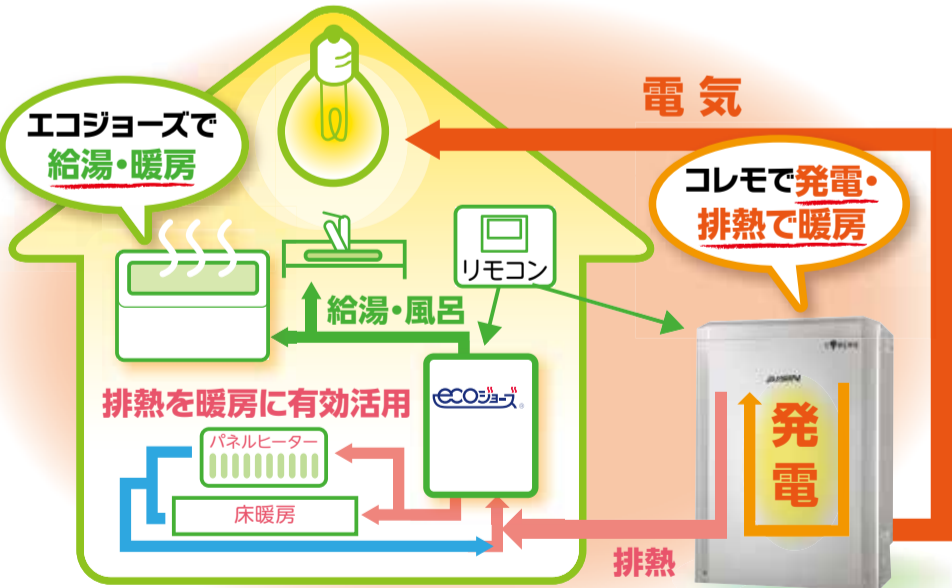 電気
エコジョーズで
給湯・暖房
コレモで発電・
排熱で暖房
リモコン
給湯・風呂
ecoジョーズ®
排熱を暖房に有効活用
パネルヒーター
床暖房
AISIN
発
電
排熱